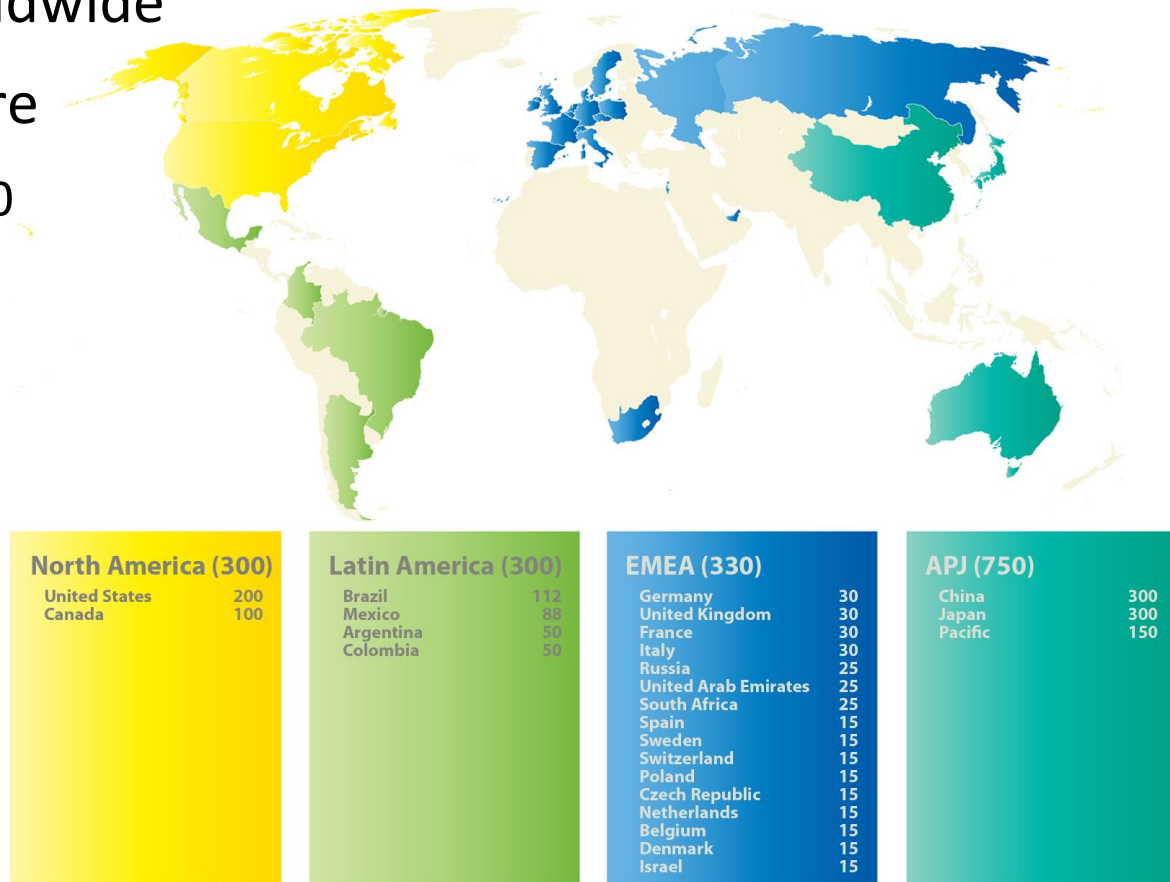 dwide
re
0
North America (300)
United States 200
Canada 100
Latin America (300)
Brazil 112
Mexico 88
Argentina 50
Colombia 50
EMEA (330)
Germany 30
United Kingdom 30
France 30
Italy 30
Russia 25
United Arab Emirates 25
South Africa 25
Spain 15
Sweden 15
Switzerland 15
Poland 15
Czech Republic 15
Netherlands 15
Belgium 15
Denmark 15
Israel 15
APJ (750)
China 300
Japan 300
Pacific 150